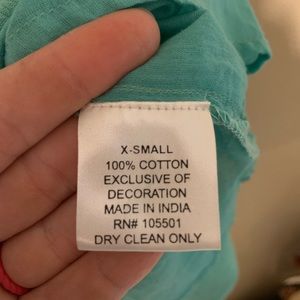 X-SMALL
100% COTTON
EXCLUSIVE OF
DECORATION
MADE IN INDIA
RN# 105501
DRY CLEAN ONLY